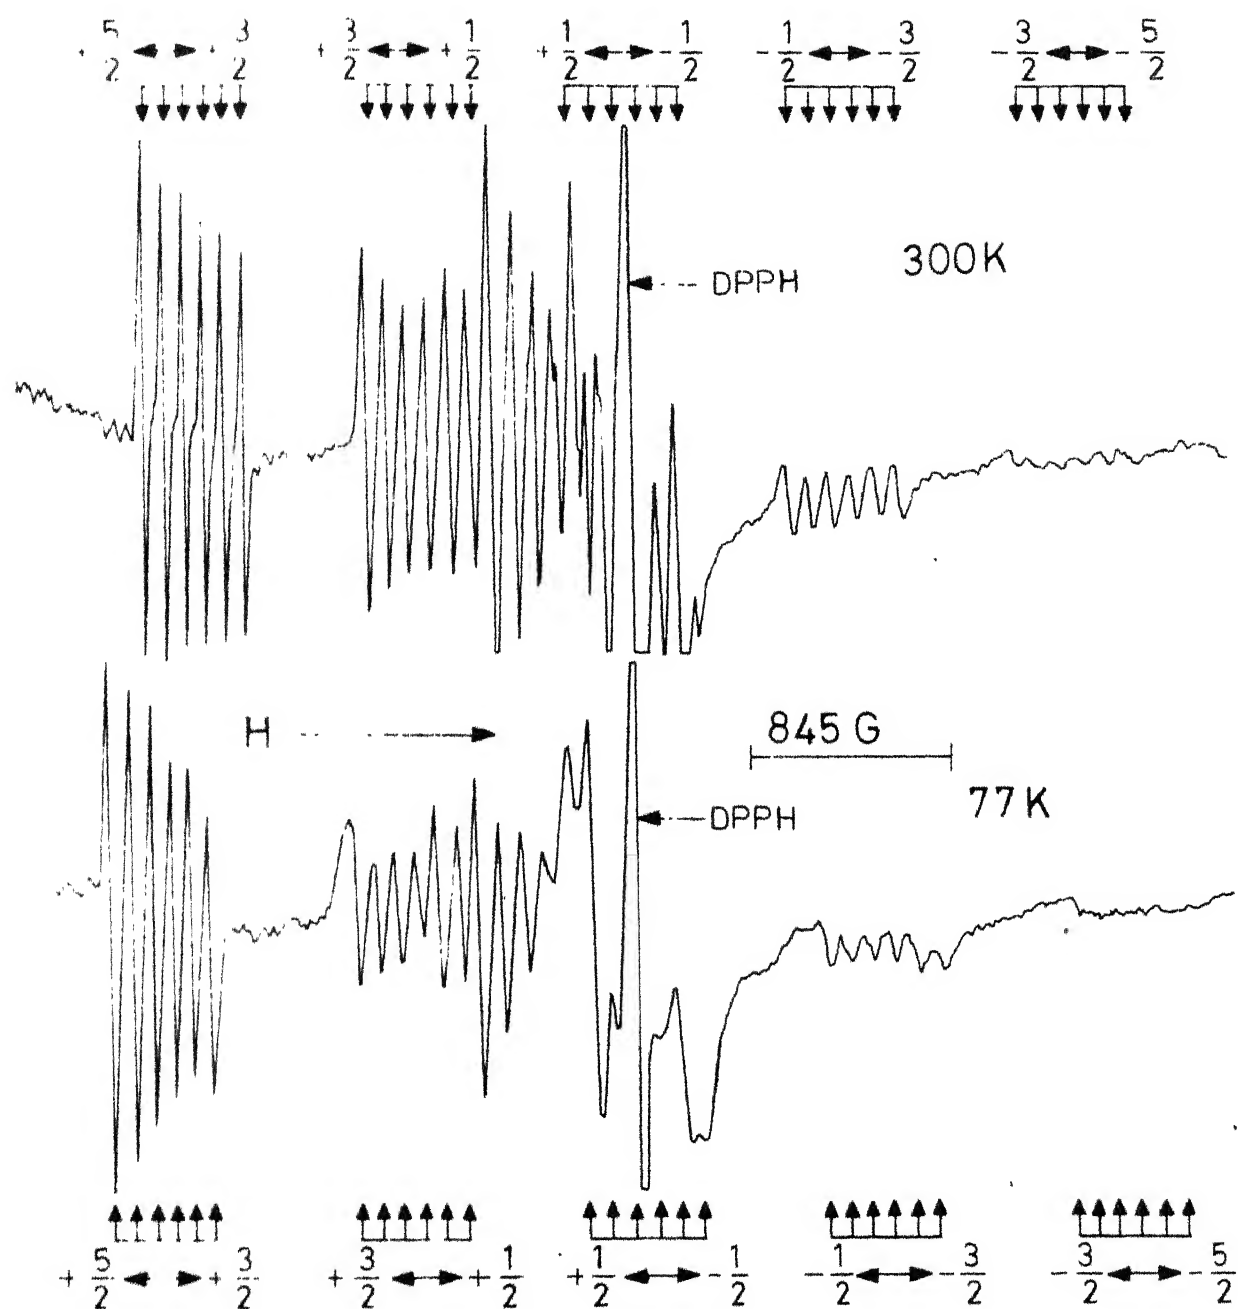 + 5/2 ↔ + 3/2 + 3/2 ↔ + 1/2 + 1/2 ↔ - 1/2 - 1/2 ↔ - 3/2 - 3/2 ↔ - 5/2
300K
DPPH
H
845 G
77K
DPPH
+ 5/2 ↔ + 3/2 + 3/2 ↔ + 1/2 + 1/2 ↔ - 1/2 - 1/2 ↔ - 3/2 - 3/2 ↔ - 5/2